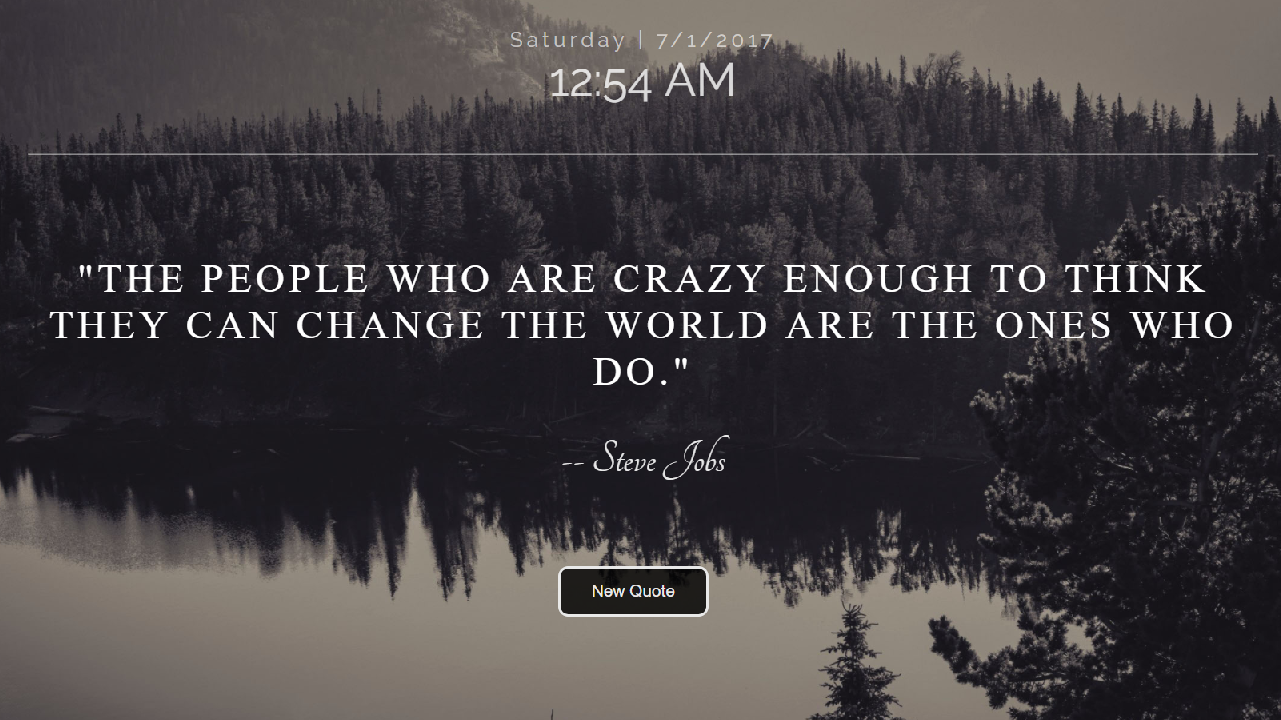 Saturday | 7/1/2017
12:54 AM
"THE PEOPLE WHO ARE CRAZY ENOUGH TO THINK
THEY CAN CHANGE THE WORLD ARE THE ONES WHO
DO."
-- Steve Jobs
New Quote